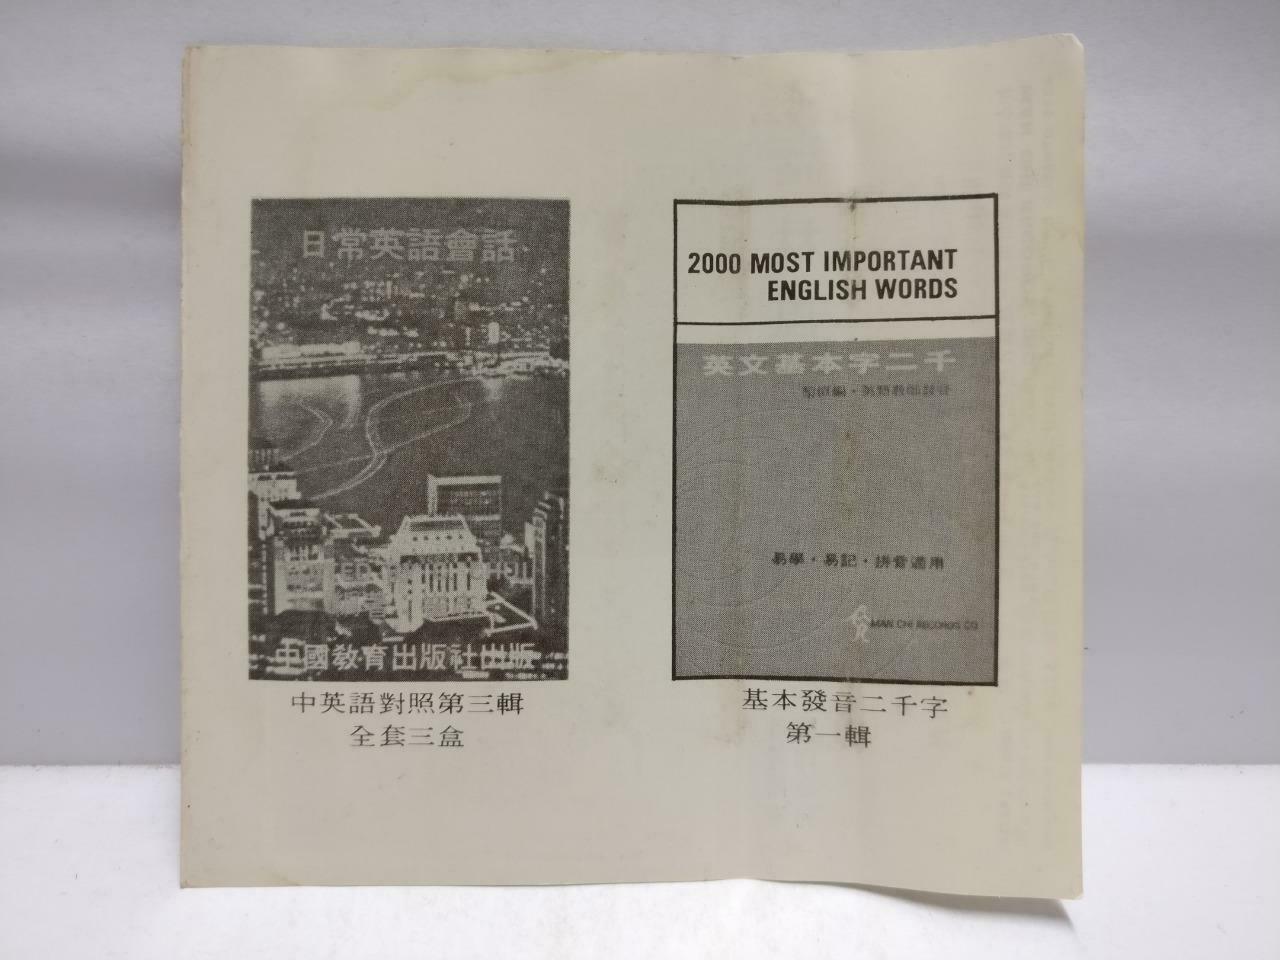 日常英語會話
中國教育出版社出版
中英語對照第三輯
全套三盒
2000 MOST IMPORTANT
ENGLISH WORDS
英文基本字二千
易學・易記・拼音適用
MAN CHI RECORDS CO
基本發音二千字
第一輯